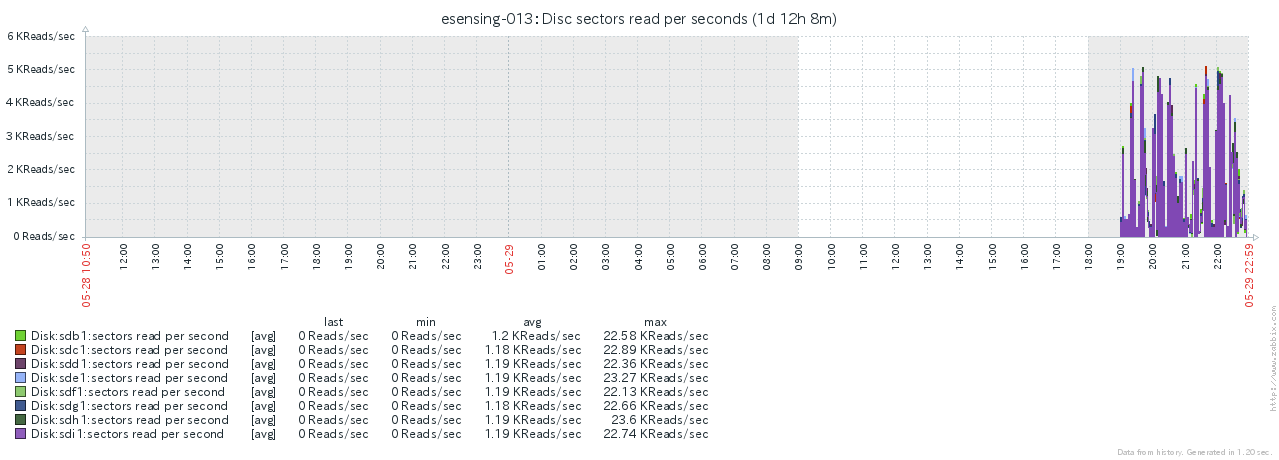 esensing-013: Disc sectors read per seconds (1d 12h 8m)
6 KReads/sec
5 KReads/sec
4 KReads/sec
3 KReads/sec
2 KReads/sec
1 KReads/sec
0 Reads/sec
05-28 10:50 12:00 13:00 14:00 15:00 16:00 17:00 18:00 19:00 20:00 21:00 22:00 23:00 05-29 01:00 02:00 03:00 04:00 05:00 06:00 07:00 08:00 09:00 10:00 11:00 12:00 13:00 14:00 15:00 16:00 17:00 18:00 19:00 20:00 21:00 22:00 05-29 22:59
last min avg max
Disk:sdb1:sectors read per second [avg] 0 Reads/sec 0 Reads/sec 1.2 KReads/sec 22.58 KReads/sec
Disk:sdc1:sectors read per second [avg] 0 Reads/sec 0 Reads/sec 1.18 KReads/sec 22.89 KReads/sec
Disk:sdd1:sectors read per second [avg] 0 Reads/sec 0 Reads/sec 1.19 KReads/sec 22.36 KReads/sec
Disk:sde1:sectors read per second [avg] 0 Reads/sec 0 Reads/sec 1.19 KReads/sec 23.27 KReads/sec
Disk:sdf1:sectors read per second [avg] 0 Reads/sec 0 Reads/sec 1.19 KReads/sec 22.13 KReads/sec
Disk:sdg1:sectors read per second [avg] 0 Reads/sec 0 Reads/sec 1.18 KReads/sec 22.66 KReads/sec
Disk:sdh1:sectors read per second [avg] 0 Reads/sec 0 Reads/sec 1.19 KReads/sec 23.6 KReads/sec
Disk:sdi1:sectors read per second [avg] 0 Reads/sec 0 Reads/sec 1.19 KReads/sec 22.74 KReads/sec
http://www.zabbix.com
Data from history. Generated in 1.20 sec.